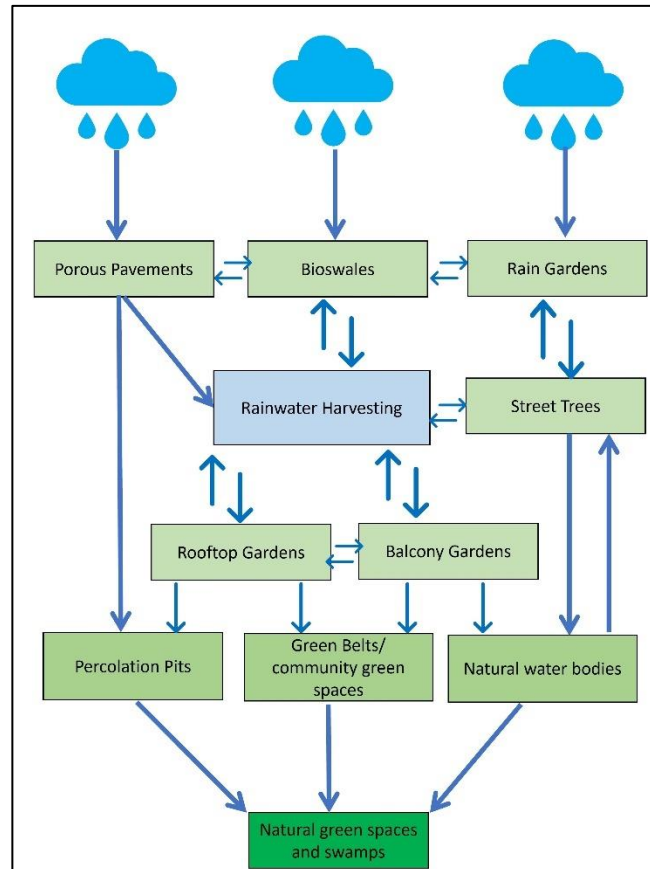 Porous Pavements
Bioswales
Rain Gardens
Rainwater Harvesting
Street Trees
Rooftop Gardens
Balcony Gardens
Percolation Pits
Green Belts/
community green
spaces
Natural water bodies
Natural green spaces
and swamps